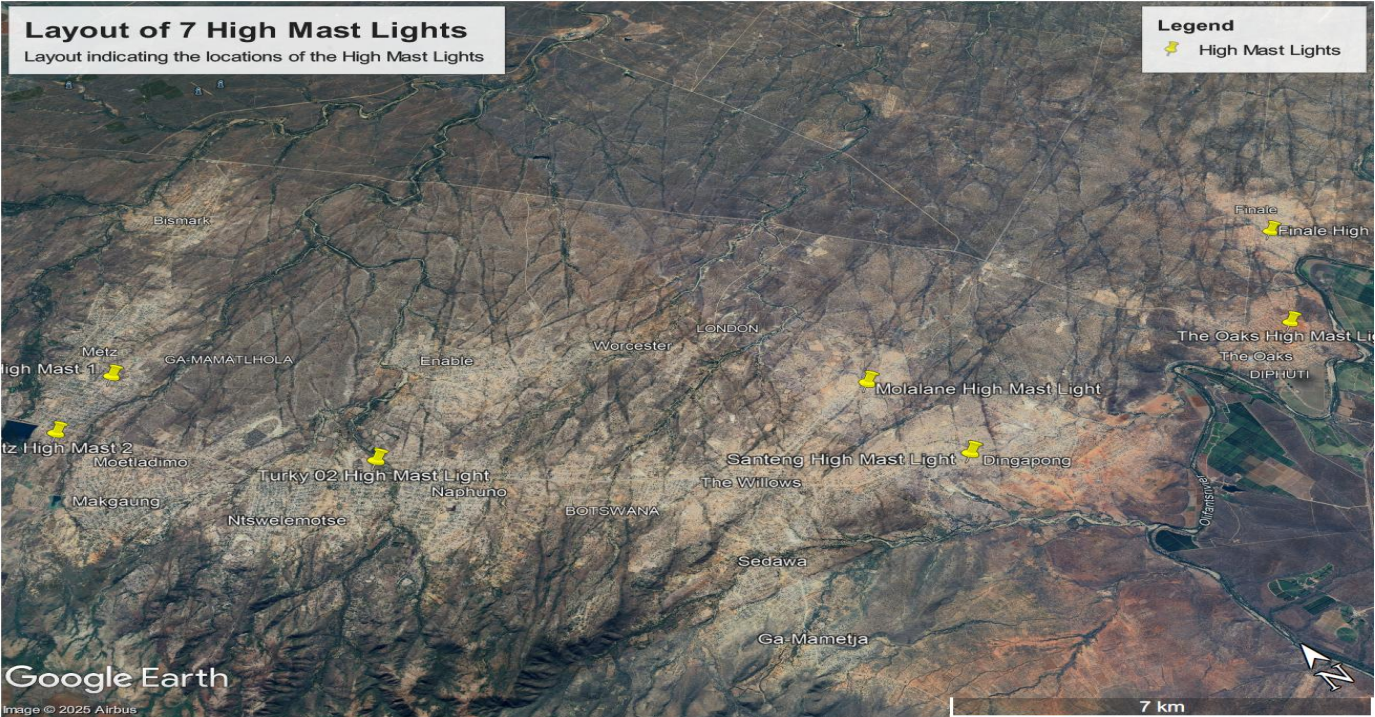 Layout of 7 High Mast Lights
Layout indicating the locations of the High Mast Lights
Legend
High Mast Lights
Bismark
Finale
Finale High
LONDON
The Oaks High Mast Li
Worcester
Metz
GA-MAMATLHOLA
Enable
The Oaks
High Mast 1
DIPHUTI
Molalane High Mast Light
tz High Mast 2
Moetladimo
Santeng High Mast Light
Dingapong
Turky 02 High Mast Light
The Willows
Naphuno
Makgaung
BOTSWANA
Olifantsrivier
Ntswelemotse
Sedawa
Ga-Mametja
Google Earth
N
Image © 2025 Airbus
7 km